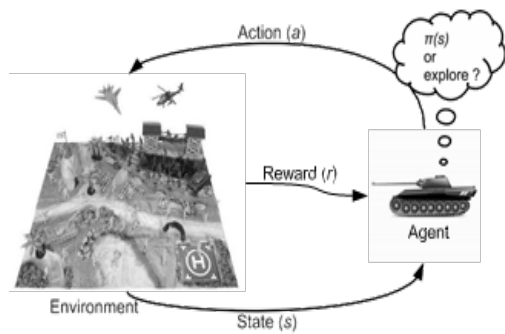 Action (a)
π(s)
or
explore ?
Reward (r)
H
Agent
Environment
State (s)